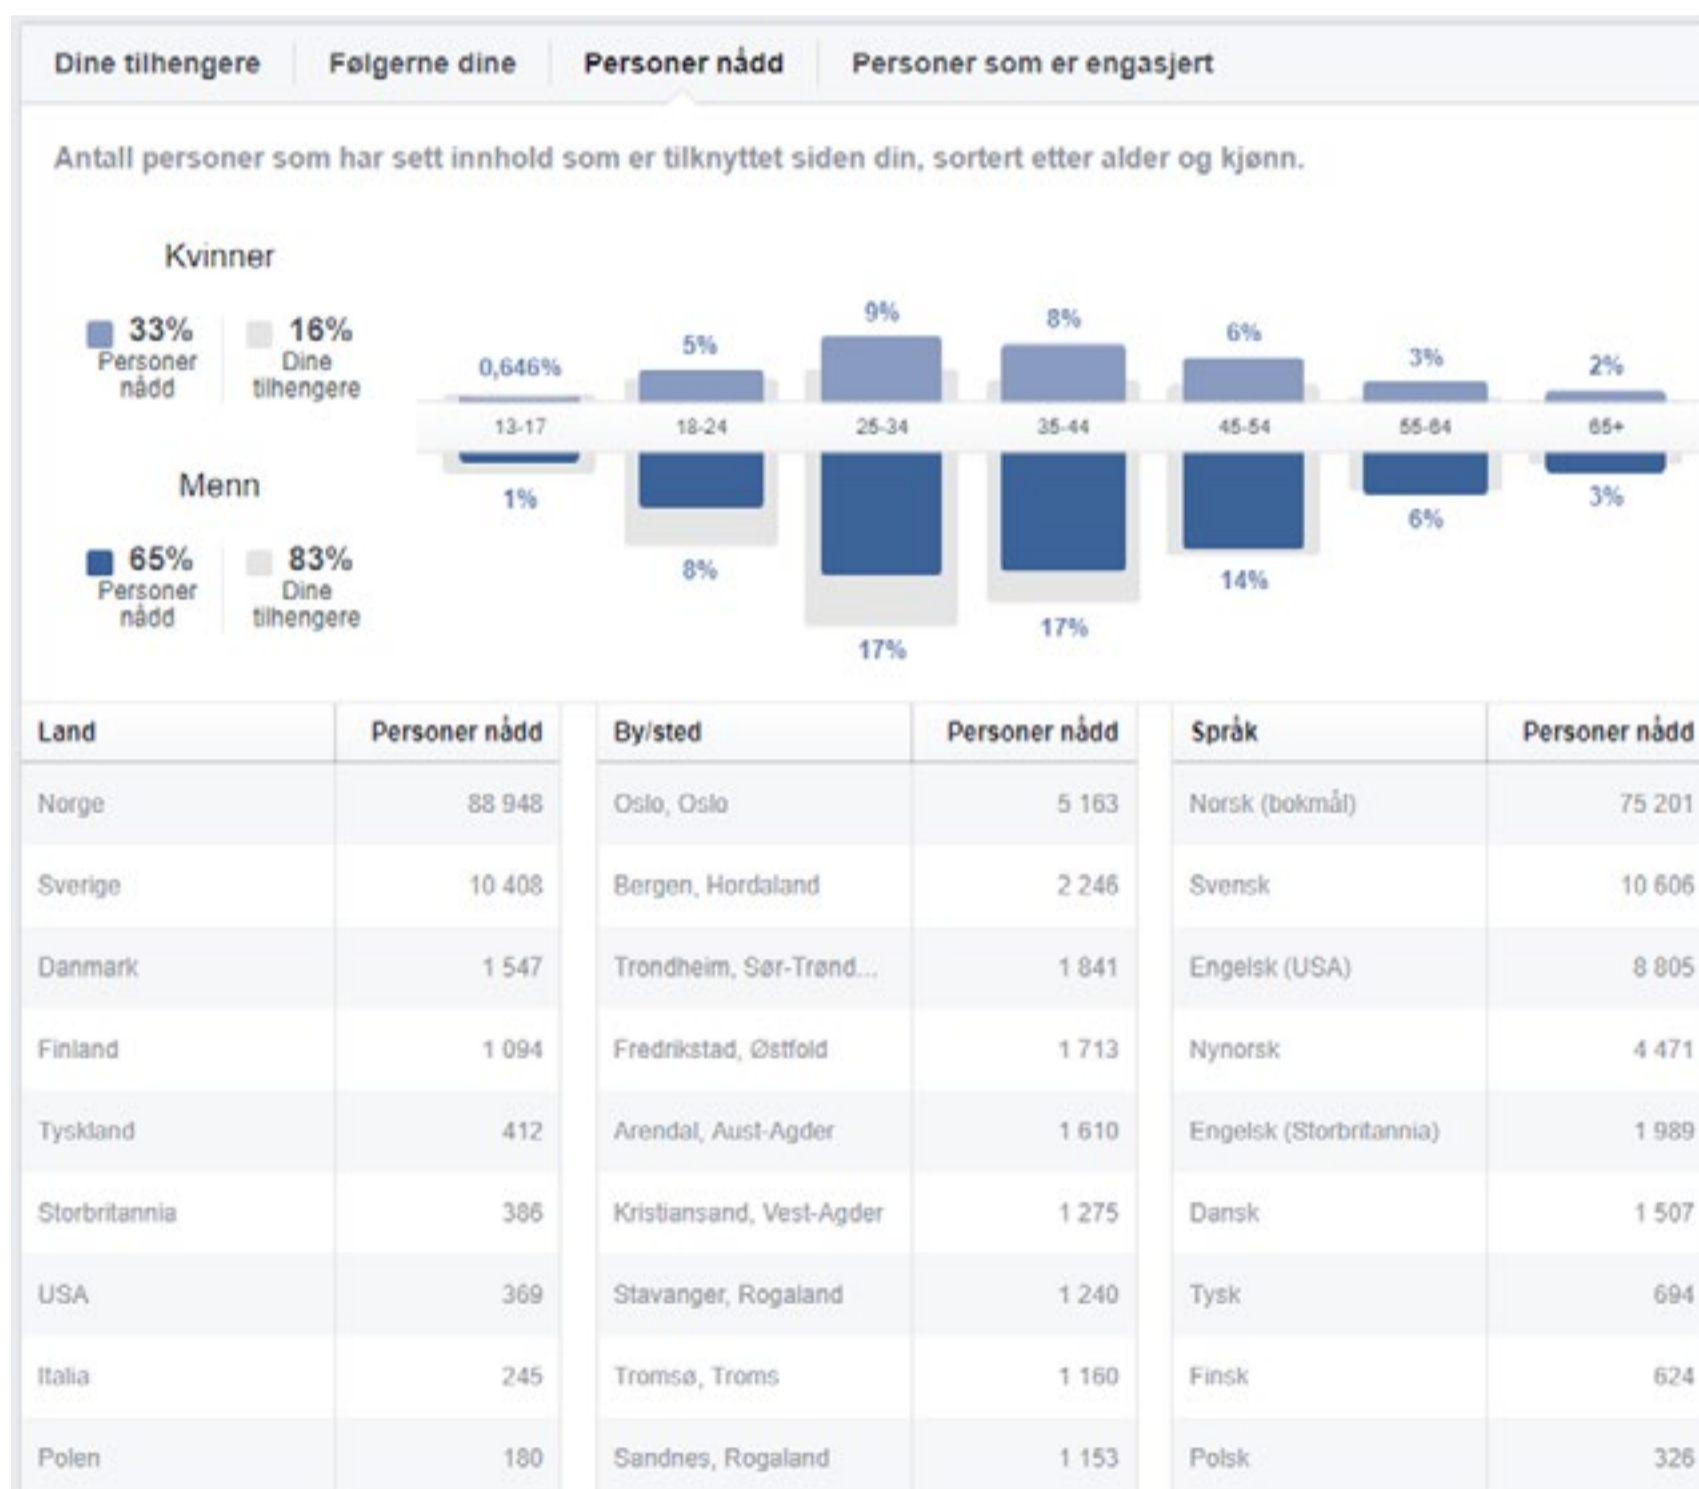 Dine tilhengere Følgerne dine Personer nådd Personer som er engasjert
Antall personer som har sett innhold som er tilknyttet siden din, sortert etter alder og kjønn.
Kvinner
33% Personer nådd
16% Dine tilhengere
0,646% 5% 9% 8% 6% 3% 2%
13-17 18-24 25-34 35-44 45-54 55-64 65+
1% 8% 17% 17% 14% 6% 3%
Menn
65% Personer nådd
83% Dine tilhengere
Land Personer nådd By/sted Personer nådd Språk Personer nådd
Norge 88 948 Oslo, Oslo 5 163 Norsk (bokmål) 75 201
Sverige 10 408 Bergen, Hordaland 2 246 Svensk 10 606
Danmark 1 547 Trondheim, Sør-Trønd... 1 841 Engelsk (USA) 8 805
Finland 1 094 Fredrikstad, Østfold 1 713 Nynorsk 4 471
Tyskland 412 Arendal, Aust-Agder 1 610 Engelsk (Storbritannia) 1 989
Storbritannia 386 Kristiansand, Vest-Agder 1 275 Dansk 1 507
USA 369 Stavanger, Rogaland 1 240 Tysk 694
Italia 245 Tromsø, Troms 1 160 Finsk 624
Polen 180 Sandnes, Rogaland 1 153 Polsk 326